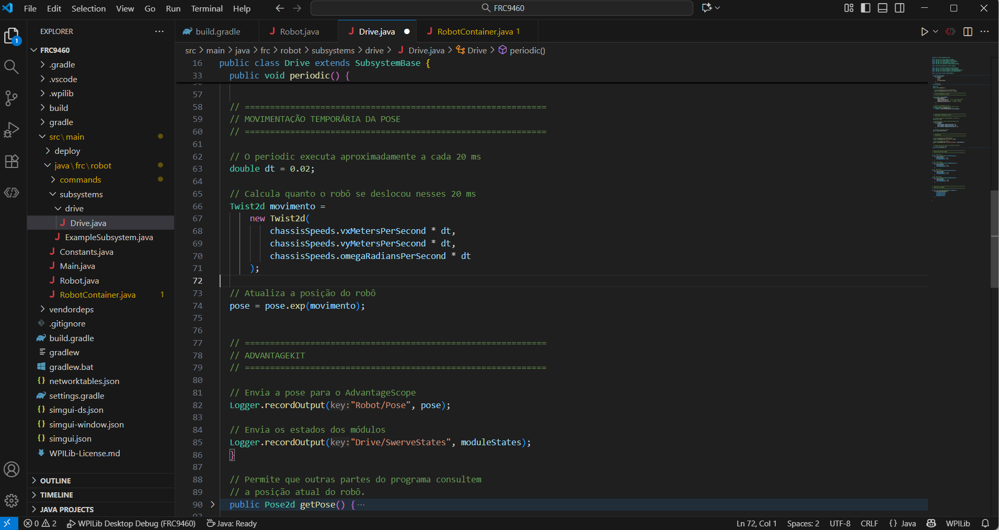 File Edit Selection View Go Run Terminal Help
FRC9460
EXPLORER
1
FRC9460
.gradle
.vscode
.wpilib
build
gradle
src\main
deploy
java\frc\robot
commands
subsystems
drive
Drive.java
ExampleSubsystem.java
Constants.java
Main.java
Robot.java
RobotContainer.java 1
vendordeps
.gitignore
build.gradle
gradlew
gradlew.bat
networktables.json
settings.gradle
simgui-ds.json
simgui-window.json
simgui.json
WPILib-License.md
OUTLINE
TIMELINE
JAVA PROJECTS
build.gradle
Robot.java
Drive.java
RobotContainer.java 1
src > main > java > frc > robot > subsystems > drive > Drive.java > Drive > periodic()
16 public class Drive extends SubsystemBase {
33 public void periodic() {
57
58 // ============================================================
59 // MOVIMENTAÇÃO TEMPORÁRIA DA POSE
60 // ============================================================
61
62 // O periodic executa aproximadamente a cada 20 ms
63 double dt = 0.02;
64
65 // Calcula quanto o robô se deslocou nesses 20 ms
66 Twist2d movimento =
67 new Twist2d(
68 chassisSpeeds.vxMetersPerSecond * dt,
69 chassisSpeeds.vyMetersPerSecond * dt,
70 chassisSpeeds.omegaRadiansPerSecond * dt
71 );
72
73 // Atualiza a posição do robô
74 pose = pose.exp(movimento);
75
76
77 // ============================================================
78 // ADVANTAGEKIT
79 // ============================================================
80
81 // Envia a pose para o AdvantageScope
82 Logger.recordOutput(key:"Robot/Pose", pose);
83
84 // Envia os estados dos módulos
85 Logger.recordOutput(key:"Drive/SwerveStates", moduleStates);
86 }
87
88 // Permite que outras partes do programa consultem
89 // a posição atual do robô.
90 public Pose2d getPose() {···
0 2 WPILib Desktop Debug (FRC9460) Java: Ready
Ln 72, Col 1 Spaces: 2 UTF-8 CRLF {} Java WPILib